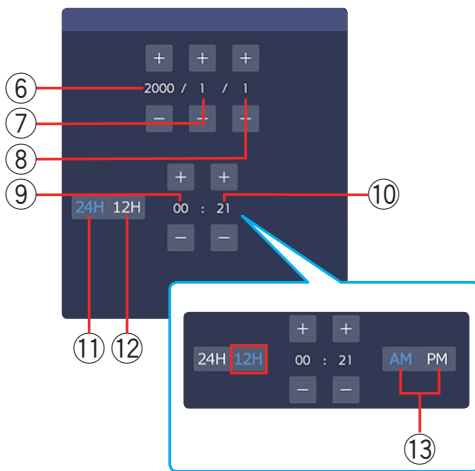 + + +
⑥ 2000 / 1 / 1
⑦ − − −
⑧
+ +
⑨ 00 : 21 ⑩
24H 12H
− −
⑪ ⑫
+ +
24H 12H 00 : 21 AM PM
− −
⑬